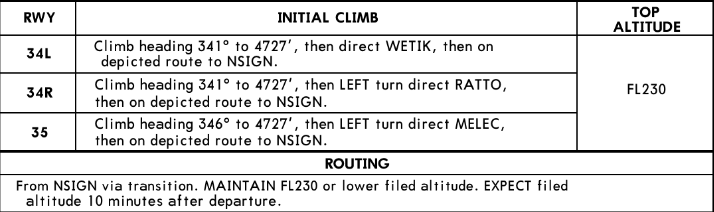 RWY INITIAL CLIMB TOP ALTITUDE
34L Climb heading 341° to 4727′, then direct WETIK, then on
depicted route to NSIGN.
34R Climb heading 341° to 4727′, then LEFT turn direct RATTO,
then on depicted route to NSIGN.
FL230
35 Climb heading 346° to 4727′, then LEFT turn direct MELEC,
then on depicted route to NSIGN.
ROUTING
From NSIGN via transition. MAINTAIN FL230 or lower filed altitude. EXPECT filed
altitude 10 minutes after departure.